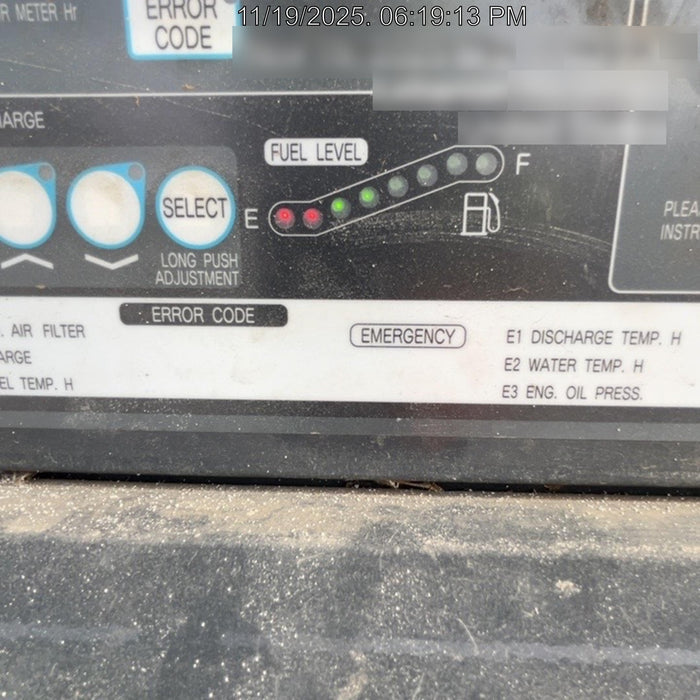 R METER Hr
ERROR
CODE
11/19/2025. 06:19:13 PM
ARGE
FUEL LEVEL
E
F
SELECT
LONG PUSH
ADJUSTMENT
PLEA
INSTR
ERROR CODE
. AIR FILTER
ARGE
EL TEMP. H
EMERGENCY
E1 DISCHARGE TEMP. H
E2 WATER TEMP. H
E3 ENG. OIL PRESS.